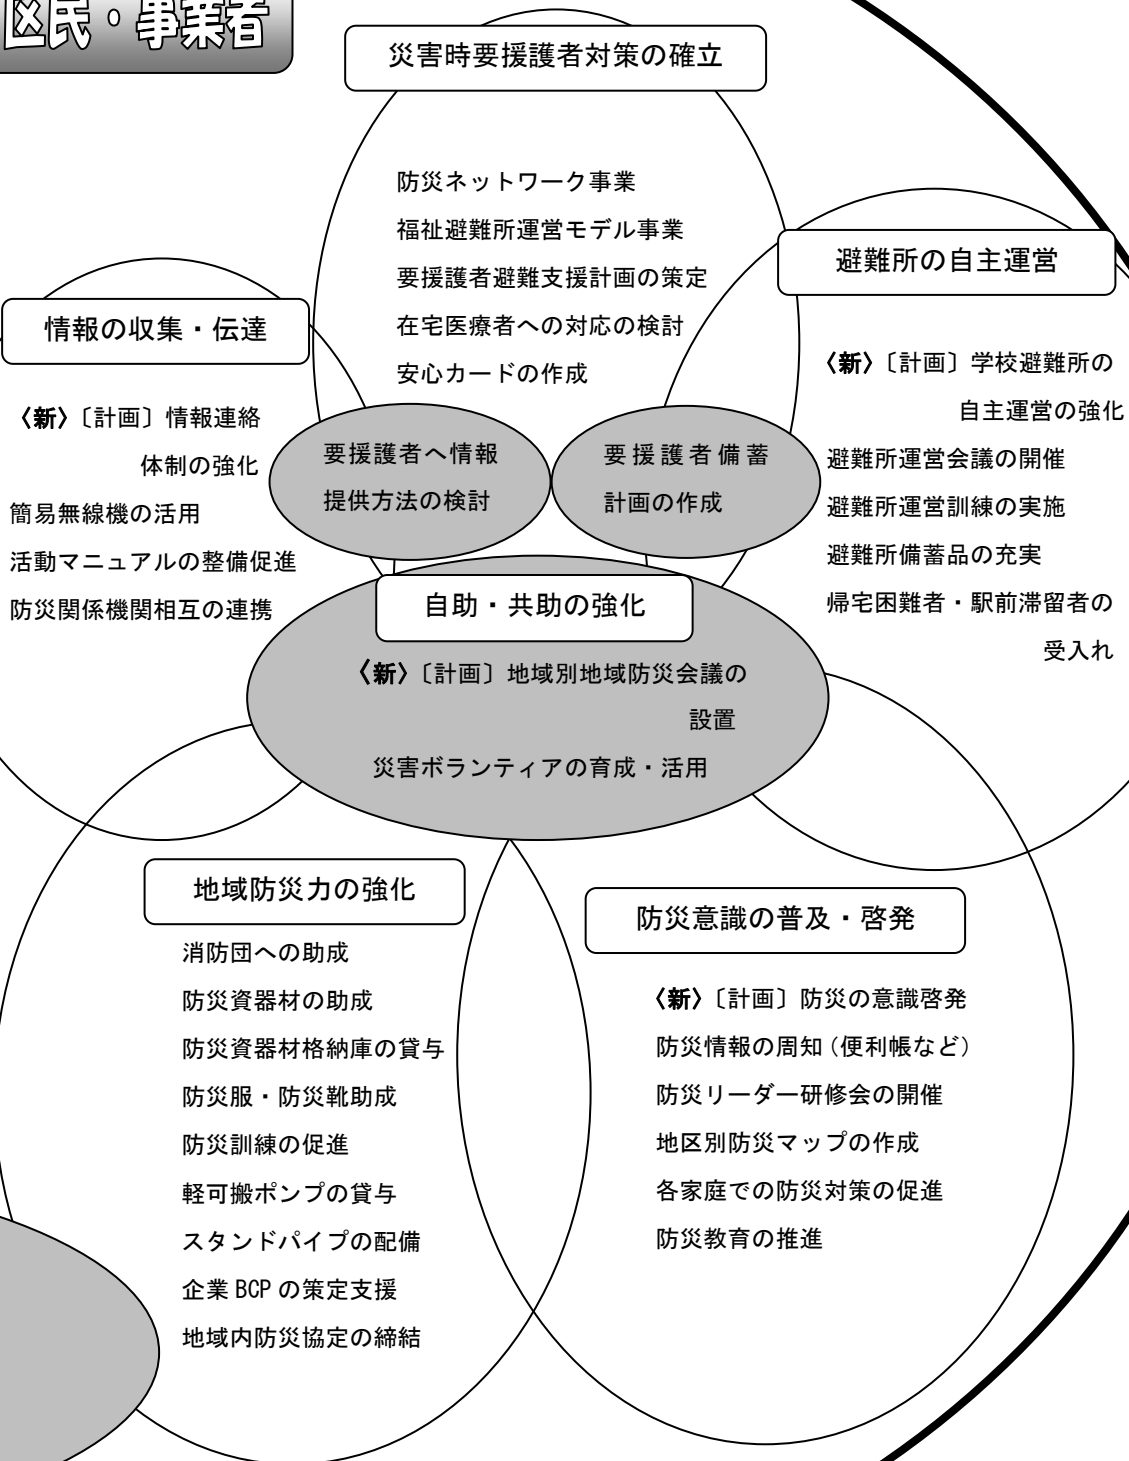 区民・事業者
災害時要援護者対策の確立
防災ネットワーク事業
福祉避難所運営モデル事業
要援護者避難支援計画の策定
在宅医療者への対応の検討
安心カードの作成
避難所の自主運営
〈新〉〔計画〕学校避難所の
自主運営の強化
避難所運営会議の開催
避難所運営訓練の実施
避難所備蓄品の充実
帰宅困難者・駅前滞留者の
受入れ
情報の収集・伝達
〈新〉〔計画〕情報連絡
体制の強化
簡易無線機の活用
活動マニュアルの整備促進
防災関係機関相互の連携
要援護者へ情報
提供方法の検討
要援護者備蓄
計画の作成
自助・共助の強化
〈新〉〔計画〕地域別地域防災会議の
設置
災害ボランティアの育成・活用
地域防災力の強化
消防団への助成
防災資器材の助成
防災資器材格納庫の貸与
防災服・防災靴助成
防災訓練の促進
軽可搬ポンプの貸与
スタンドパイプの配備
企業 BCP の策定支援
地域内防災協定の締結
防災意識の普及・啓発
〈新〉〔計画〕防災の意識啓発
防災情報の周知（便利帳など）
防災リーダー研修会の開催
地区別防災マップの作成
各家庭での防災対策の促進
防災教育の推進